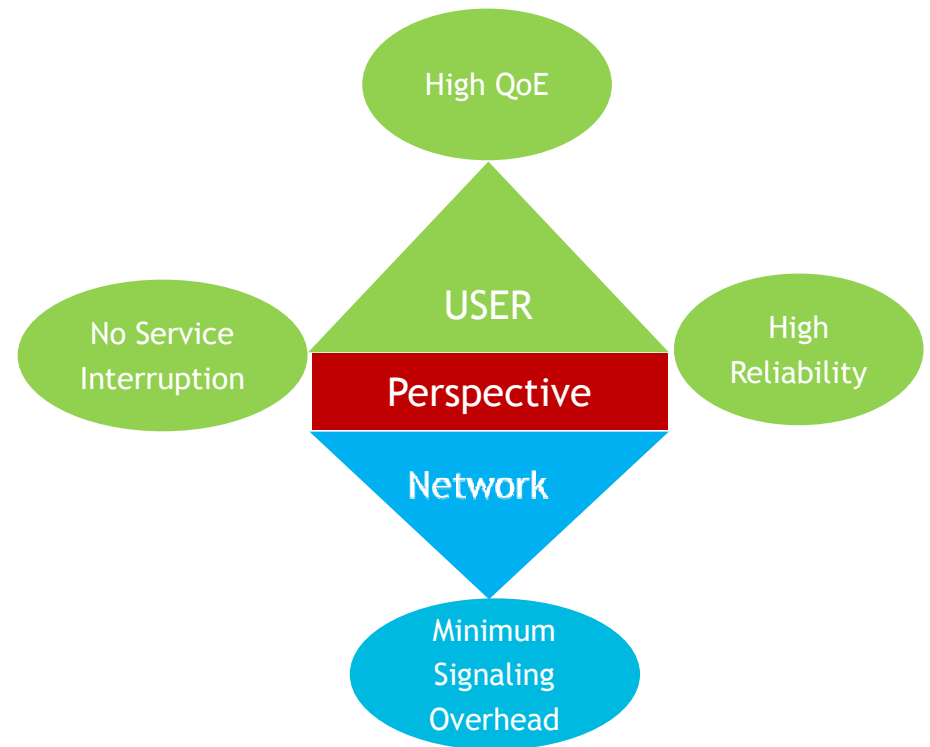 High QoE
USER
No Service
Interruption
High
Reliability
Perspective
Network
Minimum
Signaling
Overhead